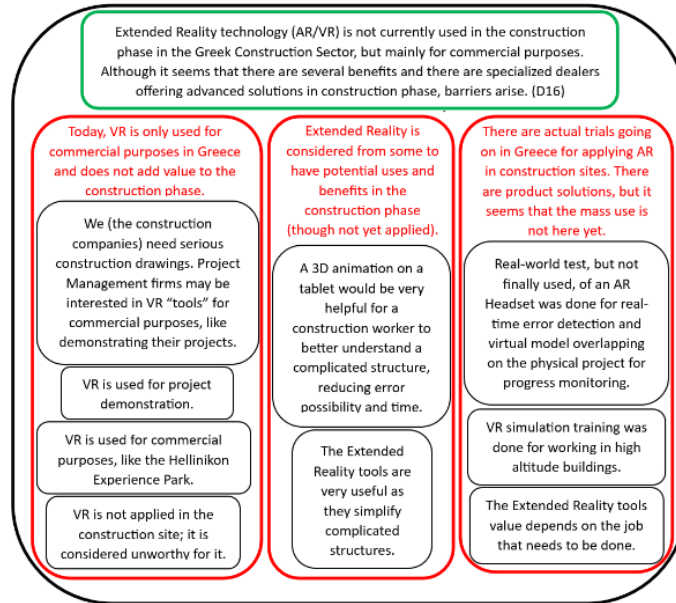 Extended Reality technology (AR/VR) is not currently used in the construction
phase in the Greek Construction Sector, but mainly for commercial purposes.
Although it seems that there are several benefits and there are specialized dealers
offering advanced solutions in construction phase, barriers arise. (D16)
Today, VR is only used for
commercial purposes in Greece
and does not add value to the
construction phase.
We (the construction
companies) need serious
construction drawings. Project
Management firms may be
interested in VR “tools” for
commercial purposes, like
demonstrating their projects.
VR is used for project
demonstration.
VR is used for commercial
purposes, like the Hellinikon
Experience Park.
VR is not applied in the
construction site; it is
considered unworthy for it.
Extended Reality is
considered from some to
have potential uses and
benefits in the
construction phase
(though not yet applied).
A 3D animation on a
tablet would be very
helpful for a
construction worker to
better understand a
complicated structure,
reducing error
possibility and time.
The Extended
Reality tools are
very useful as
they simplify
complicated
structures.
There are actual trials going
on in Greece for applying AR
in construction sites. There
are product solutions, but it
seems that the mass use is
not here yet.
Real-world test, but not
finally used, of an AR
Headset was done for real-
time error detection and
virtual model overlapping
on the physical project for
progress monitoring.
VR simulation training was
done for working in high
altitude buildings.
The Extended Reality tools
value depends on the job
that needs to be done.